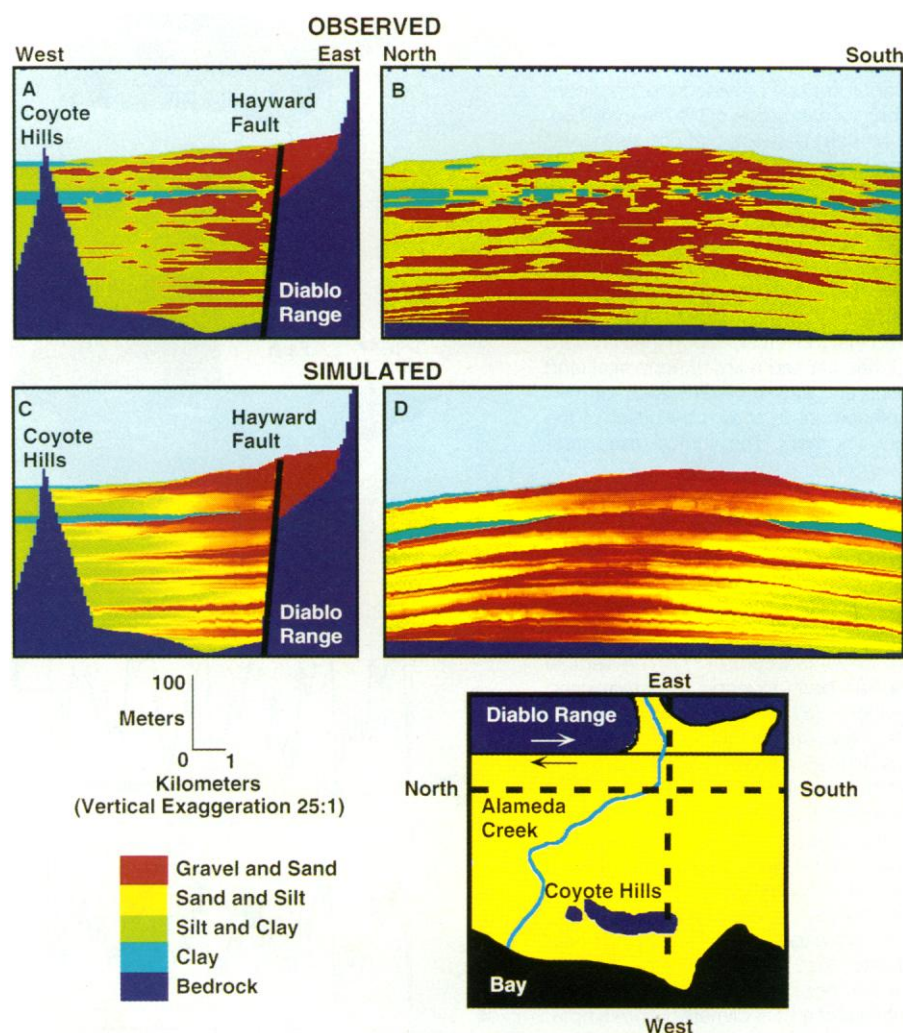 OBSERVED
West
East
North
South
A
Coyote
Hills
Hayward
Fault
Diablo
Range
B
SIMULATED
C
Coyote
Hills
Hayward
Fault
Diablo
Range
D
100
Meters
0
1
Kilometers
(Vertical Exaggeration 25:1)
Gravel and Sand
Sand and Silt
Silt and Clay
Clay
Bedrock
East
Diablo Range
North
South
Alameda
Creek
Coyote Hills
Bay
West